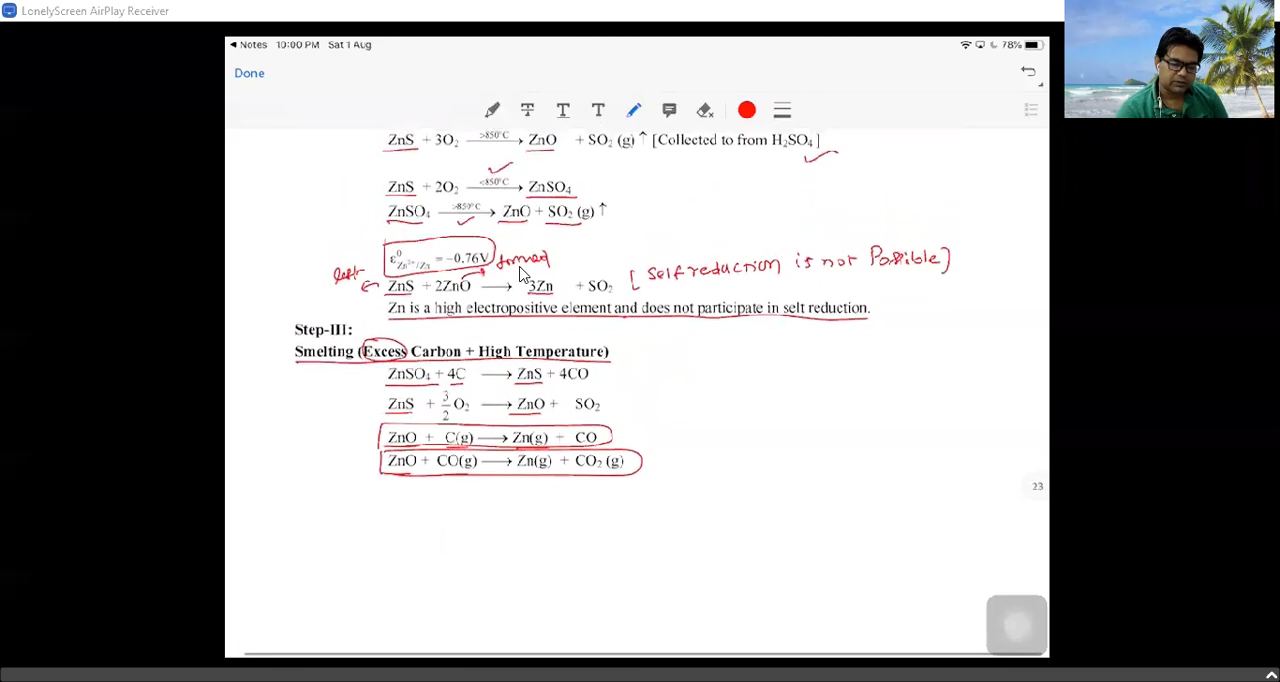 LonelyScreen AirPlay Receiver
Notes 10:00 PM Sat 1 Aug 78%
Done
ZnS + 3O₂ >850°C → ZnO + SO₂ (g) ↑ [Collected to from H₂SO₄]
ZnS + 2O₂ <850°C → ZnSO₄
ZnSO₄ >850°C → ZnO + SO₂ (g) ↑
ε⁰ Zn²⁺/Zn = −0.76V formed
left ← ZnS + 2ZnO → 3Zn + SO₂ [Self reduction is not Possible]
Zn is a high electropositive element and does not participate in selt reduction.
Step-III:
Smelting (Excess Carbon + High Temperature)
ZnSO₄ + 4C → ZnS + 4CO
ZnS + 3/2 O₂ → ZnO + SO₂
ZnO + C(g) → Zn(g) + CO
ZnO + CO(g) → Zn(g) + CO₂ (g)
23